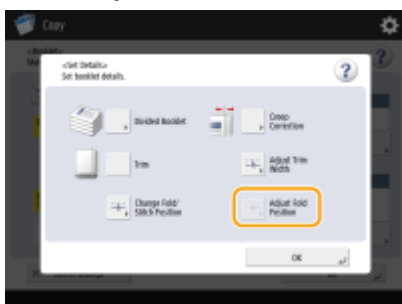 Copy
<Set Details>
Set booklet details.
?
?
Divided Booklet
Creep
Correction
Trim
Adjust Trim
Width
Change Fold/
Stitch Position
Adjust Fold
Position
OK